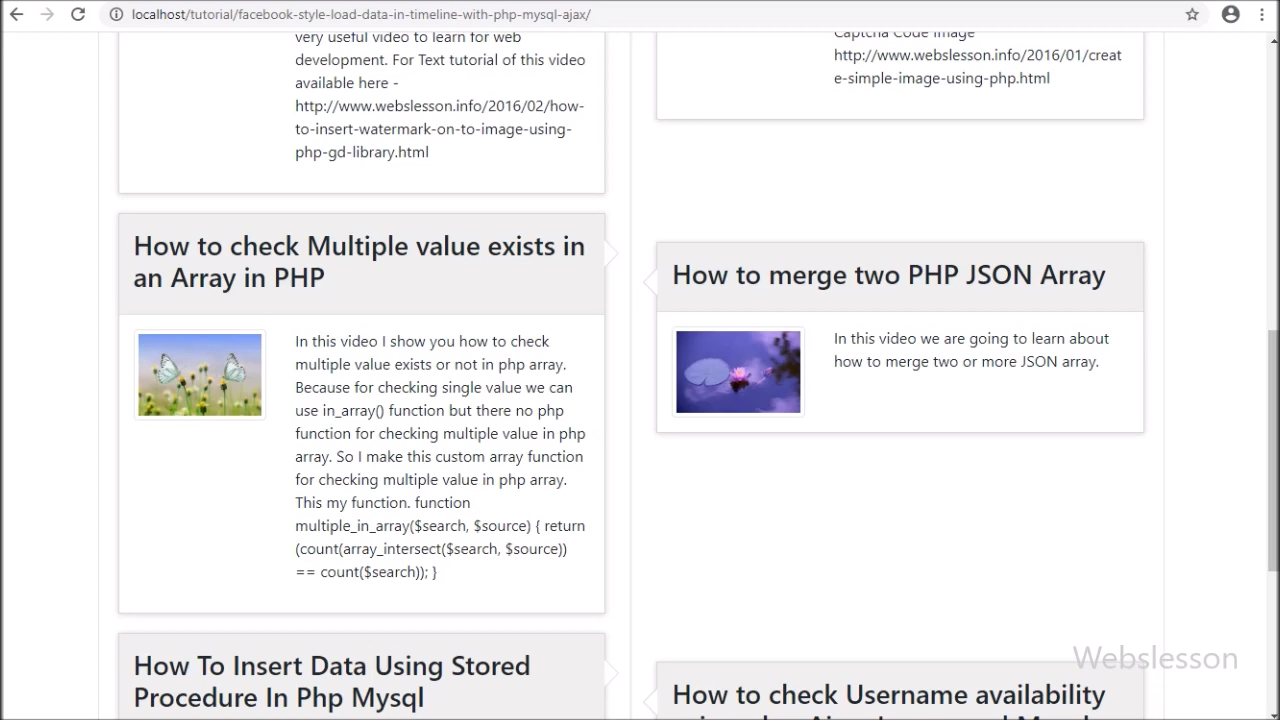 localhost/tutorial/facebook-style-load-data-in-timeline-with-php-mysql-ajax/
very useful video to learn for web
development. For Text tutorial of this video
available here -
http://www.webslesson.info/2016/02/how-
to-insert-watermark-on-to-image-using-
php-gd-library.html
Captcha Code Image
http://www.webslesson.info/2016/01/creat
e-simple-image-using-php.html
How to check Multiple value exists in
an Array in PHP
In this video I show you how to check
multiple value exists or not in php array.
Because for checking single value we can
use in_array() function but there no php
function for checking multiple value in php
array. So I make this custom array function
for checking multiple value in php array.
This my function. function
multiple_in_array($search, $source) { return
(count(array_intersect($search, $source))
== count($search)); }
How to merge two PHP JSON Array
In this video we are going to learn about
how to merge two or more JSON array.
How To Insert Data Using Stored
Procedure In Php Mysql
How to check Username availability
Webslesson